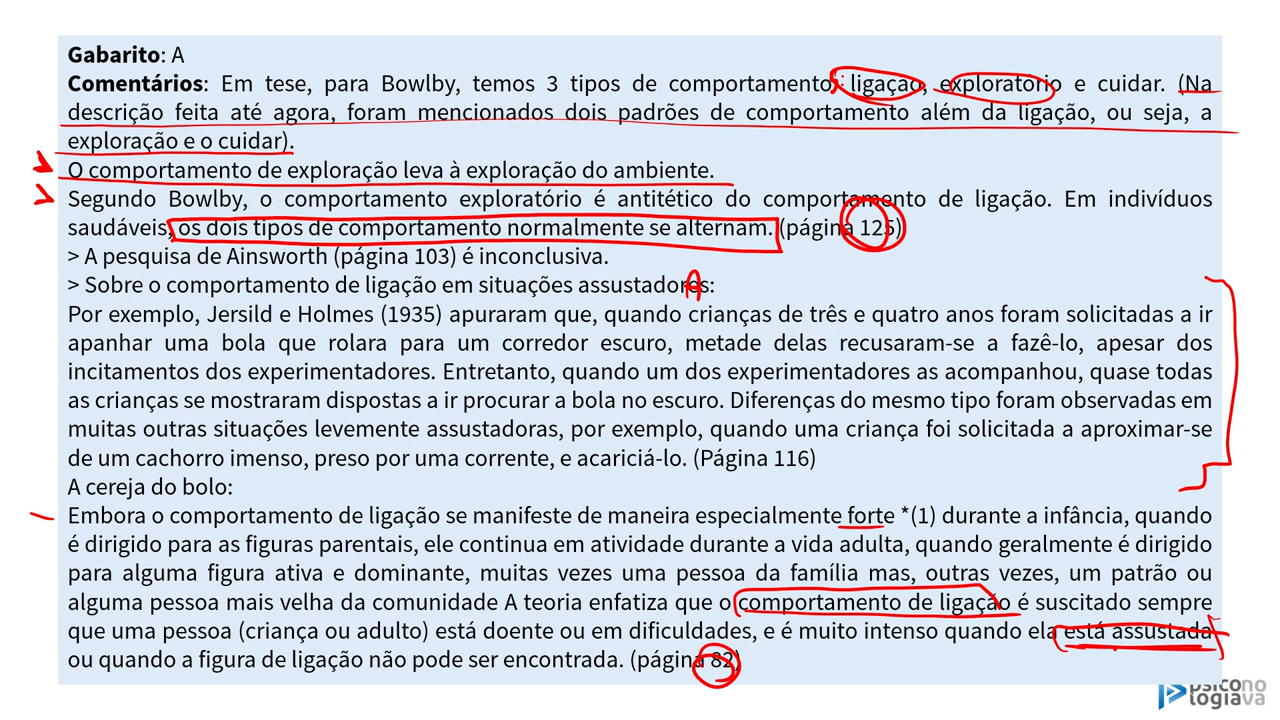 Gabarito: A
Comentários: Em tese, para Bowlby, temos 3 tipos de comportamento: ligação, exploratório e cuidar. (Na
descrição feita até agora, foram mencionados dois padrões de comportamento além da ligação, ou seja, a
exploração e o cuidar).
O comportamento de exploração leva à exploração do ambiente.
Segundo Bowlby, o comportamento exploratório é antitético do comportamento de ligação. Em indivíduos
saudáveis, os dois tipos de comportamento normalmente se alternam. (página 125)
> A pesquisa de Ainsworth (página 103) é inconclusiva.
> Sobre o comportamento de ligação em situações assustadores:
A
Por exemplo, Jersild e Holmes (1935) apuraram que, quando crianças de três e quatro anos foram solicitadas a ir
apanhar uma bola que rolara para um corredor escuro, metade delas recusaram-se a fazê-lo, apesar dos
incitamentos dos experimentadores. Entretanto, quando um dos experimentadores as acompanhou, quase todas
as crianças se mostraram dispostas a ir procurar a bola no escuro. Diferenças do mesmo tipo foram observadas em
muitas outras situações levemente assustadoras, por exemplo, quando uma criança foi solicitada a aproximar-se
de um cachorro imenso, preso por uma corrente, e acariciá-lo. (Página 116)
A cereja do bolo:
Embora o comportamento de ligação se manifeste de maneira especialmente forte *(1) durante a infância, quando
é dirigido para as figuras parentais, ele continua em atividade durante a vida adulta, quando geralmente é dirigido
para alguma figura ativa e dominante, muitas vezes uma pessoa da família mas, outras vezes, um patrão ou
alguma pessoa mais velha da comunidade A teoria enfatiza que o comportamento de ligação é suscitado sempre
que uma pessoa (criança ou adulto) está doente ou em dificuldades, e é muito intenso quando ela está assustada
ou quando a figura de ligação não pode ser encontrada. (página 82)
psicono
logiava